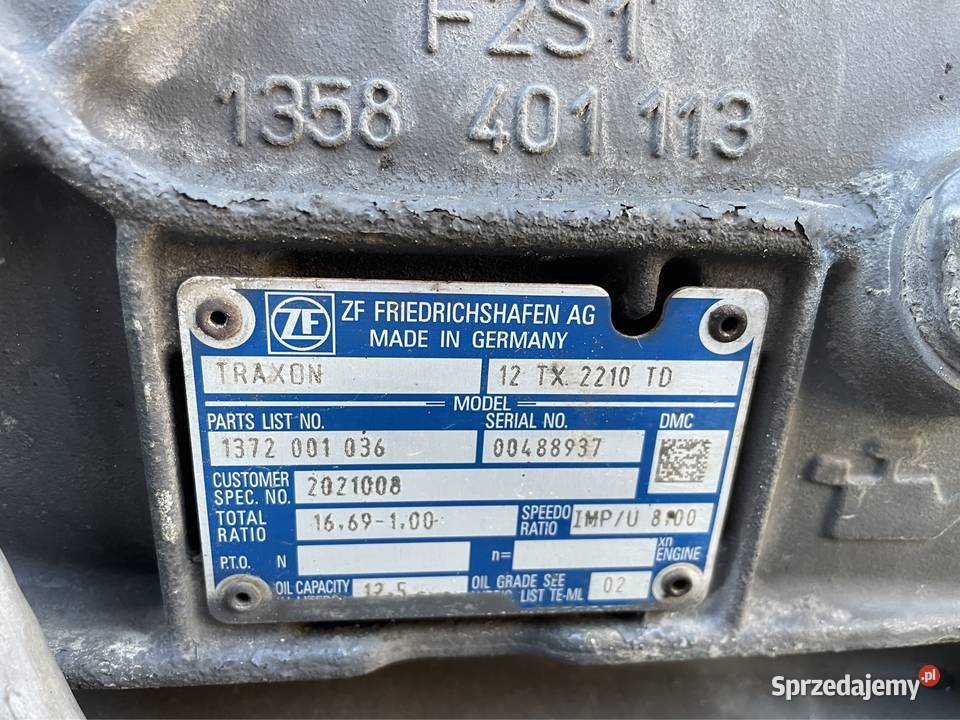 F2S1
1358 401 113
ZF
ZF FRIEDRICHSHAFEN AG
MADE IN GERMANY
TRAXON 12 TX 2210 TD
MODEL
PARTS LIST NO. SERIAL NO. DMC
1372 001 036 00488937
CUSTOMER SPEC. NO. 2021008
TOTAL RATIO 16.69-1.00 SPEEDO RATIO IMP/U 8.00
P.T.O. N n= xn ENGINE
OIL CAPACITY 12.5 OIL GRADE SEE
LIST TE-ML 02
Sprzedajemy.pl